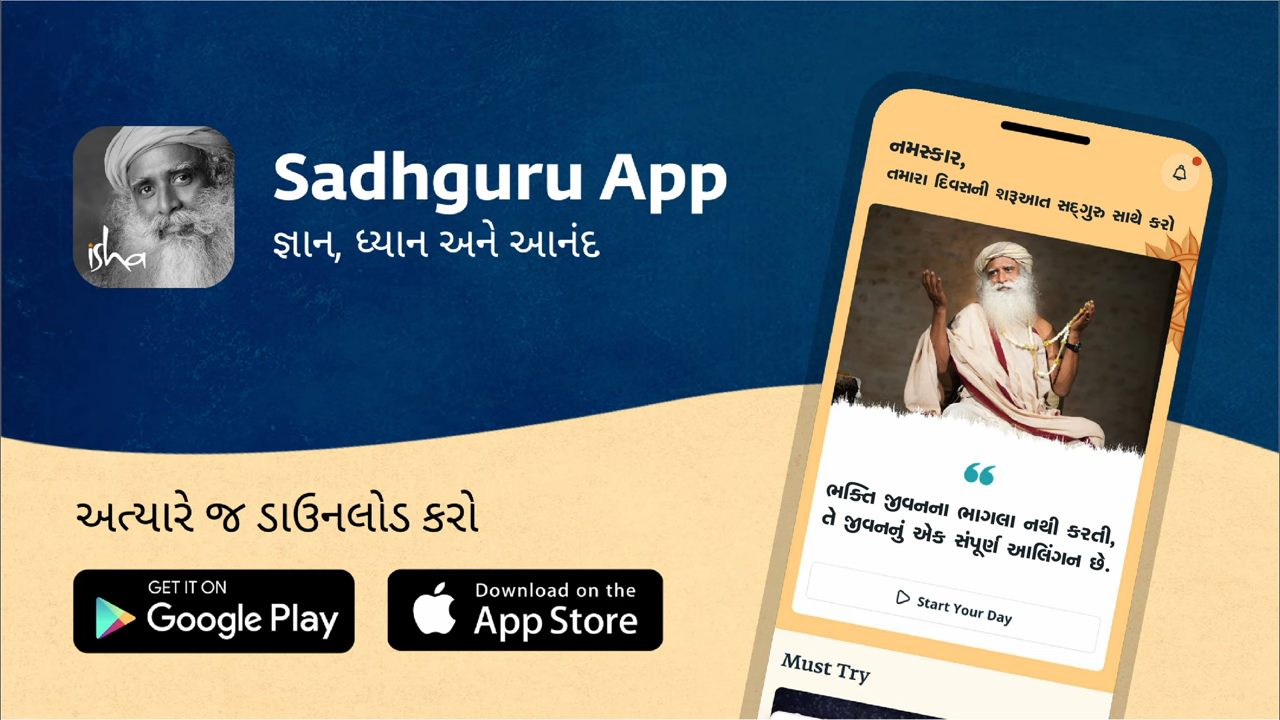 isha
Sadhguru App
જ્ઞાન, ધ્યાન અને આનંદ
અત્યારે જ ડાઉનલોડ કરો
GET IT ON
Google Play
Download on the
App Store
નમસ્કાર,
તમારા દિવસની શરૂઆત સદ્‌ગુરુ સાથે કરો
ભક્તિ જીવનના ભાગલા નથી કરતી,
તે જીવનનું એક સંપૂર્ણ આલિંગન છે.
Start Your Day
Must Try